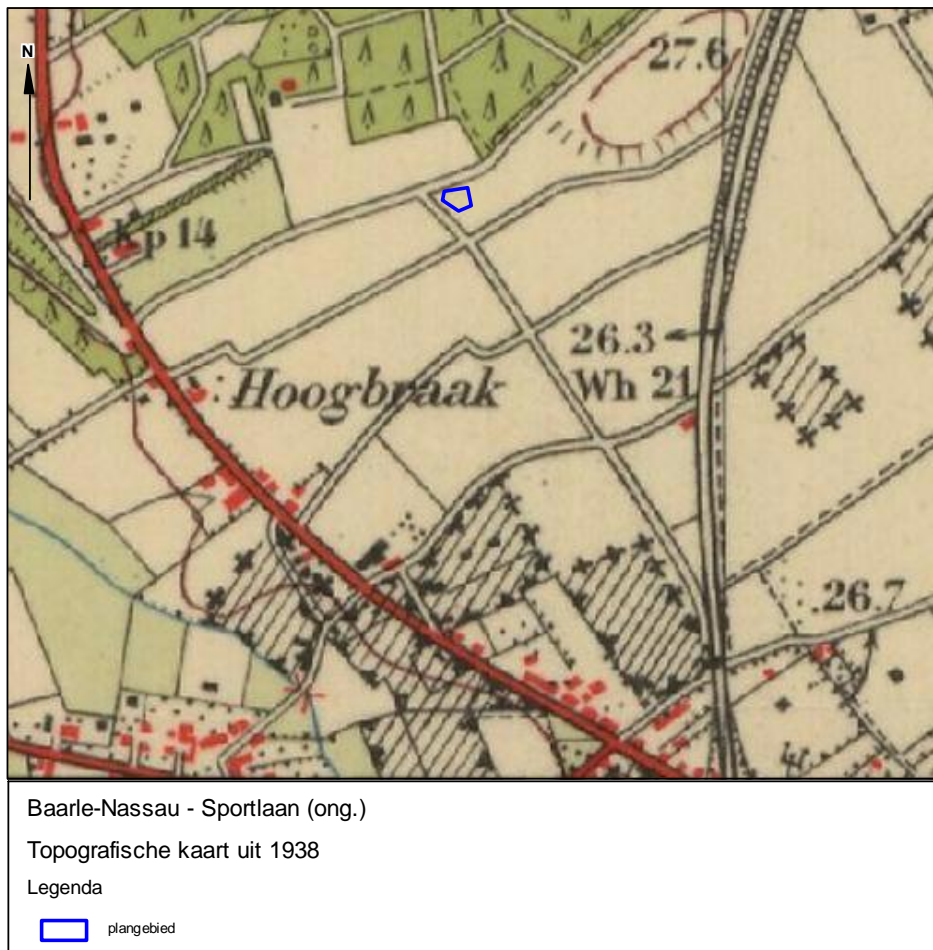 N
27.6
Kp 14
26.3
Hoogbraak
Wh 21
26.7
Baarle-Nassau - Sportlaan (ong.)
Topografische kaart uit 1938
Legenda
plangebied